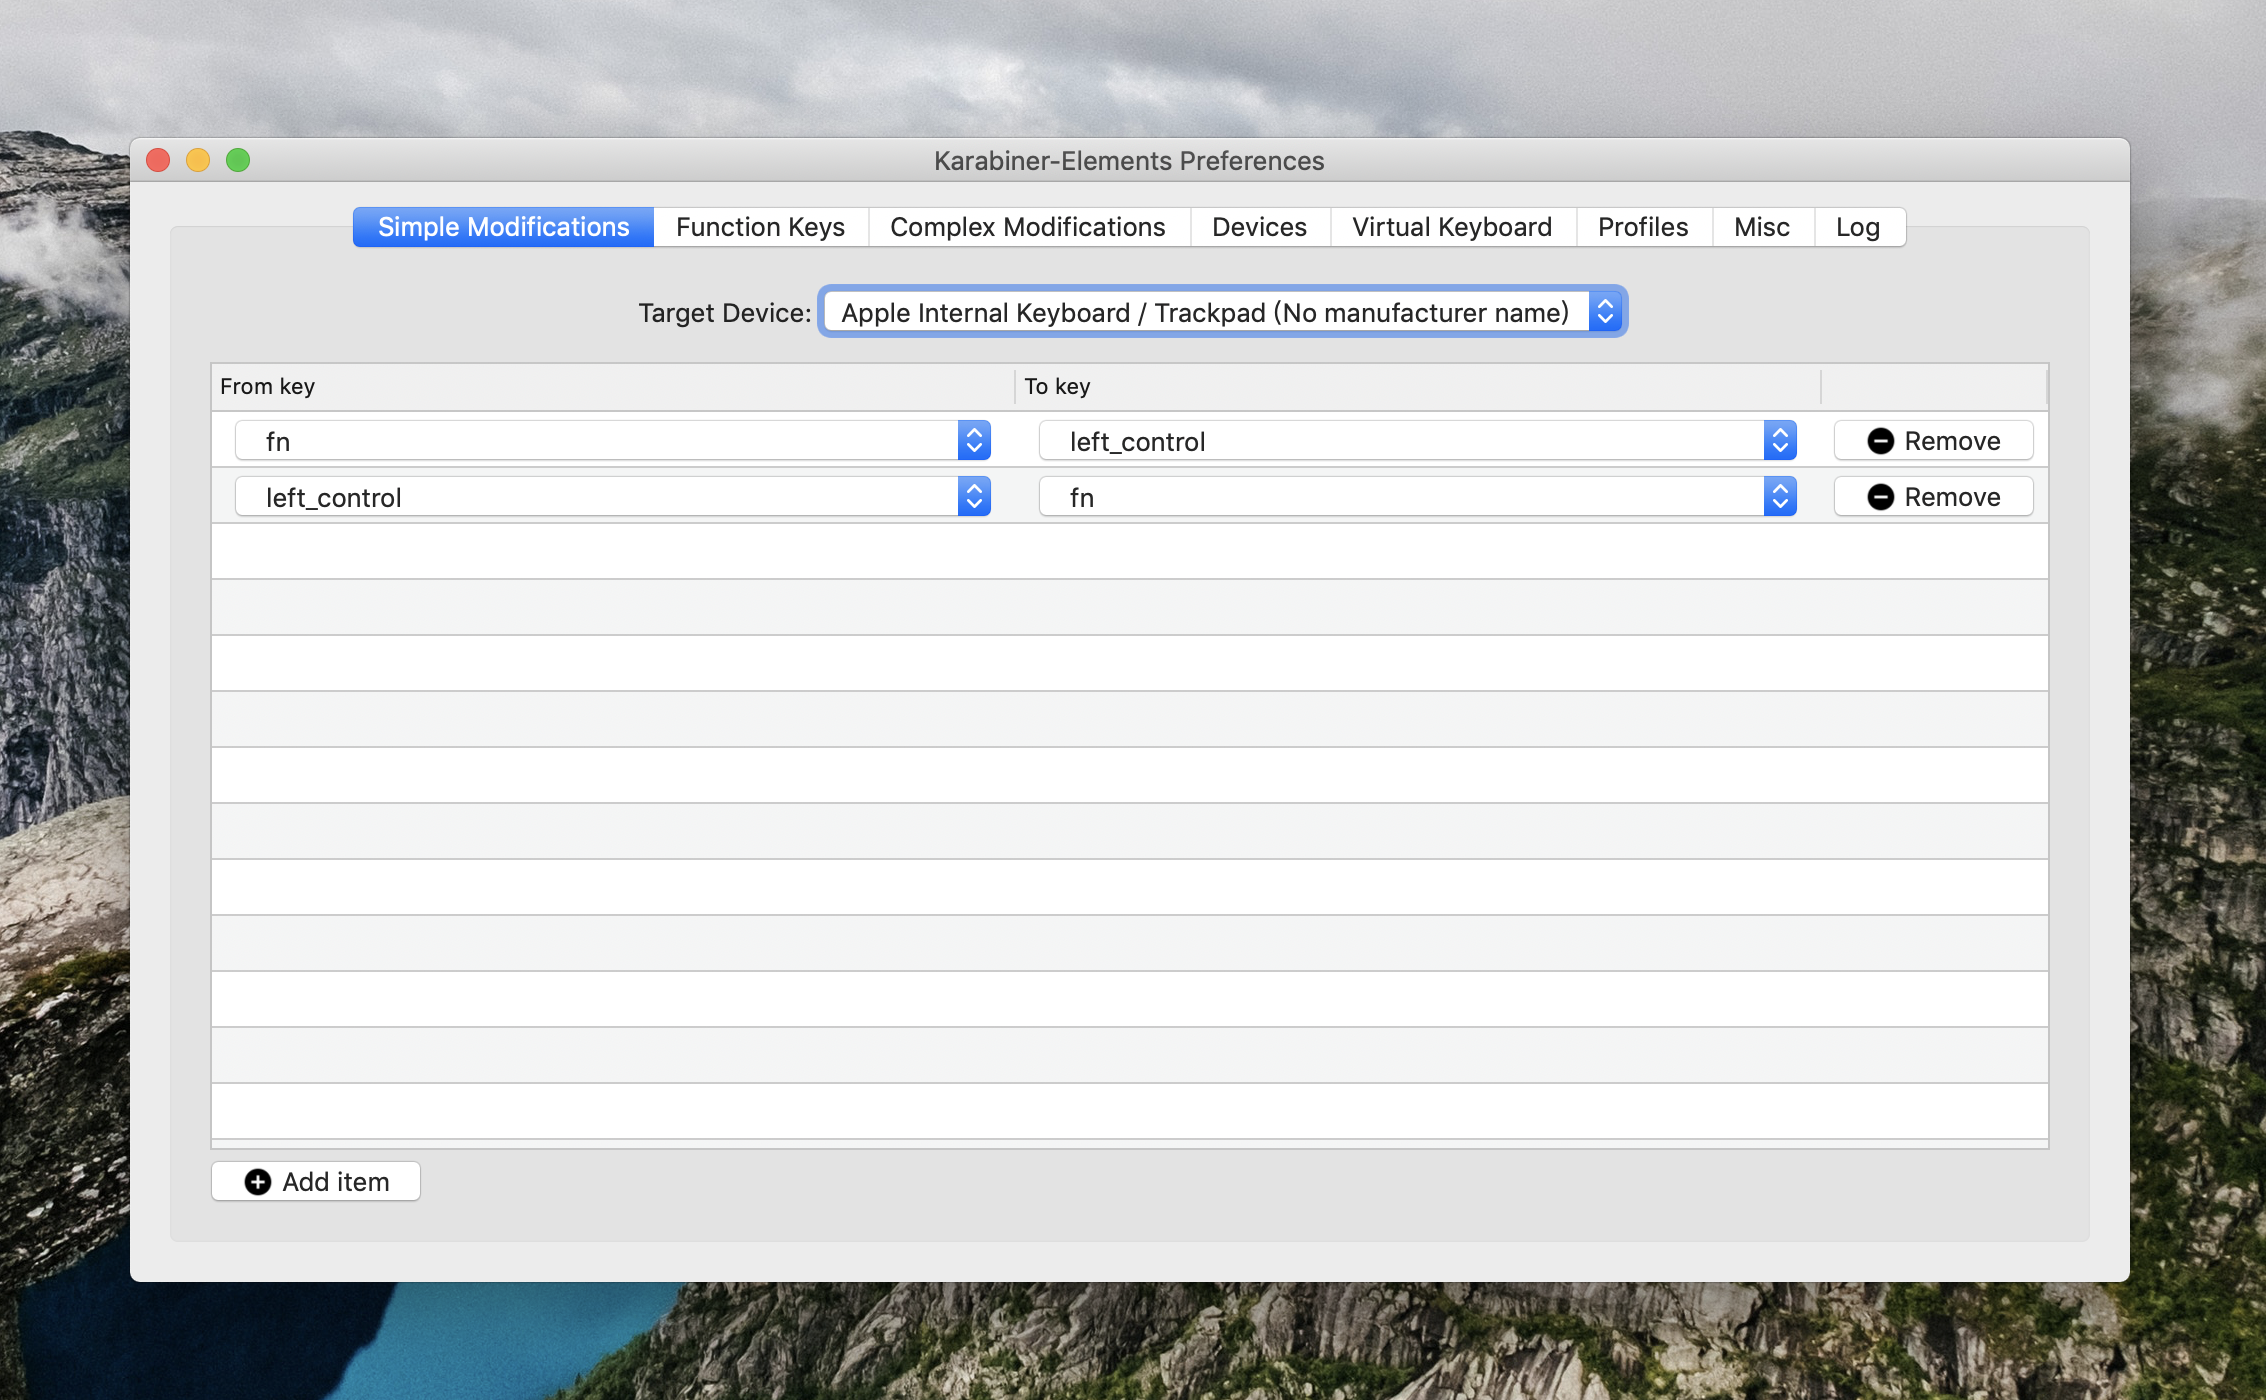 Karabiner-Elements Preferences
Simple Modifications Function Keys Complex Modifications Devices Virtual Keyboard Profiles Misc Log
Target Device: Apple Internal Keyboard / Trackpad (No manufacturer name)
From key To key
fn left_control Remove
left_control fn Remove
Add item